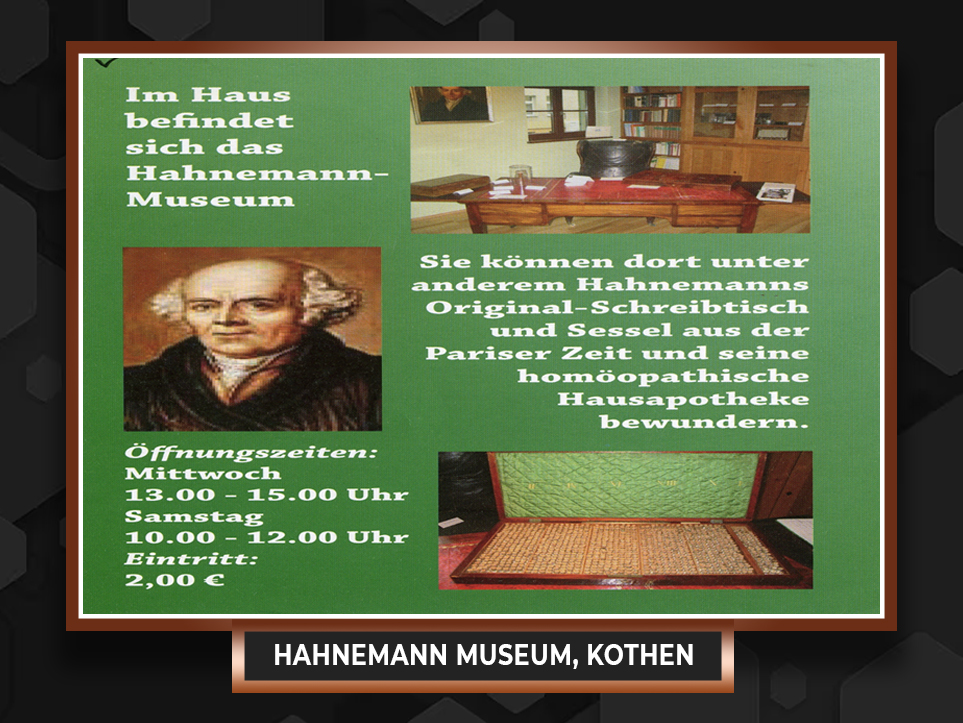 Im Haus
befindet
sich das
Hahnemann-
Museum
Sie können dort unter
anderem Hahnemanns
Original-Schreibtisch
und Sessel aus der
Pariser Zeit und seine
homöopathische
Hausapotheke
bewundern.
Öffnungszeiten:
Mittwoch
13.00 - 15.00 Uhr
Samstag
10.00 - 12.00 Uhr
Eintritt:
2,00 €
HAHNEMANN MUSEUM, KOTHEN